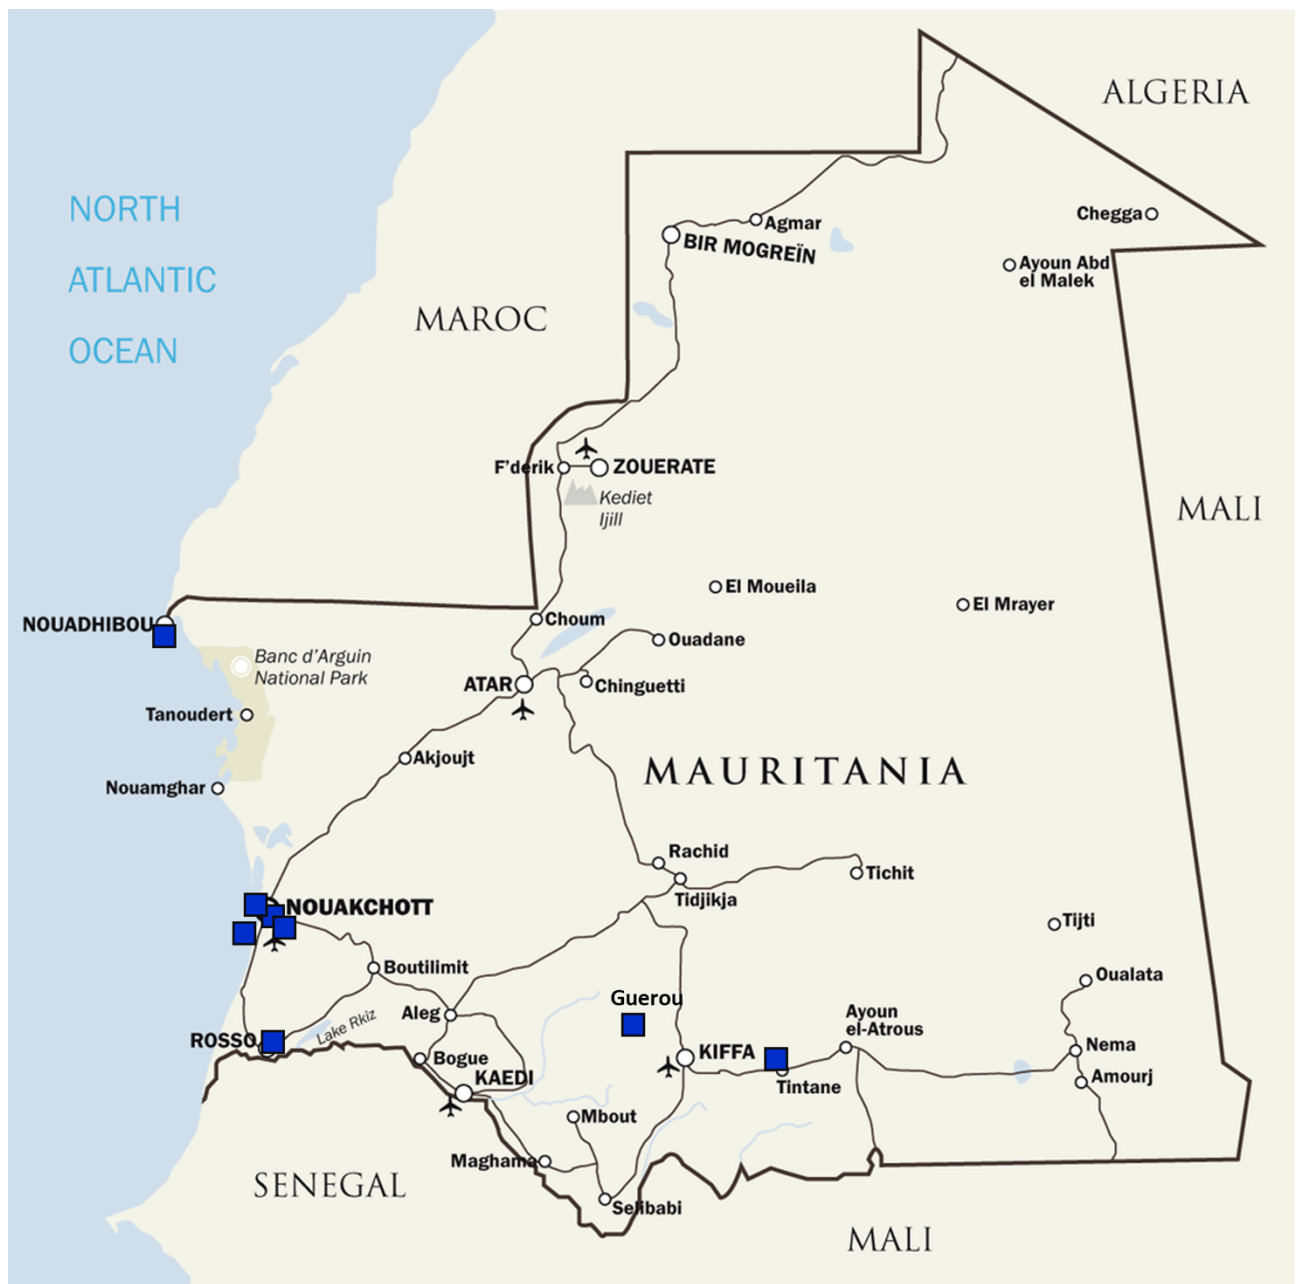 ALGERIA
NORTH
ATLANTIC
OCEAN
Chegga
Agmar
BIR MOGREÏN
Ayoun Abd
el Malek
MAROC
F'derik
ZOUERATE
Kediet
Ijill
MALI
El Moueila
El Mrayer
Choum
NOUADHIBOU
Ouadane
Banc d'Arguin
National Park
ATAR
Chinguetti
Tanoudert
Akjoujt
MAURITANIA
Nouamghar
Rachid
Tichit
Tidjikja
NOUAKCHOTT
Tijti
Boutilimit
Oualata
Guerou
Aleg
Ayoun
el-Atrous
Lake Rkiz
ROSSO
Nema
KIFFA
Bogue
Amourj
KAEDI
Tintane
Mbout
Maghama
SENEGAL
Selibabi
MALI